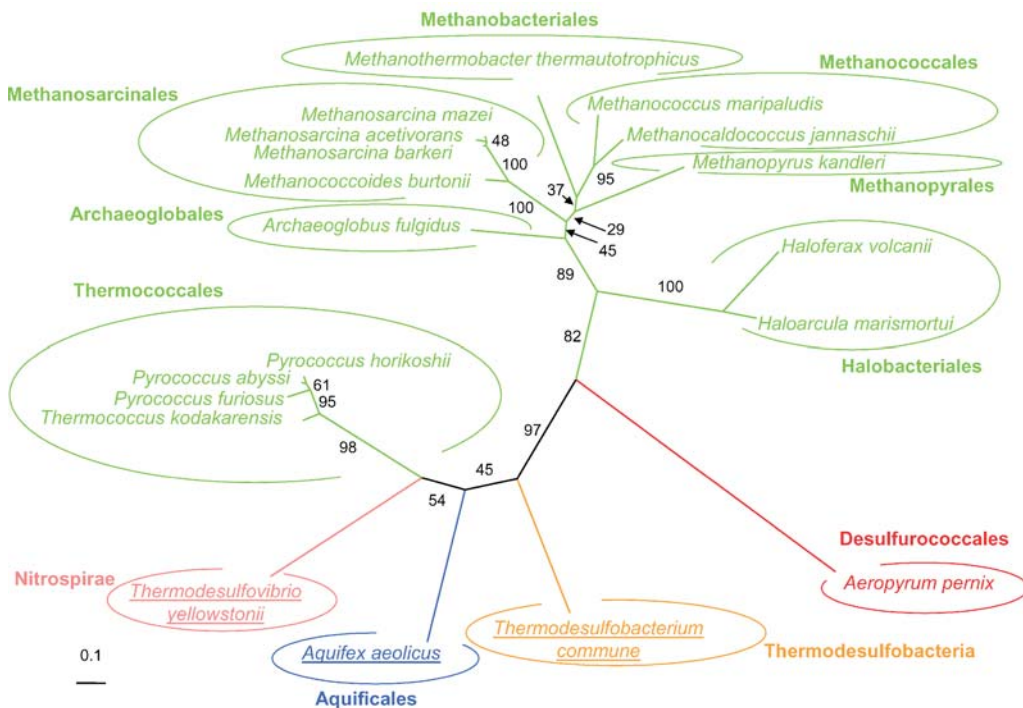 Methanobacteriales
Methanothermobacter thermautotrophicus
Methanococcales
Methanosarcinales
Methanococcus maripaludis
Methanosarcina mazei
Methanosarcina acetivorans
48
Methanocaldococcus jannaschii
Methanosarcina barkeri
100
95
Methanopyrus kandleri
Methanococcoides burtonii
37
Methanopyrales
100
Archaeoglobales
Archaeoglobus fulgidus
29
45
Haloferax volcanii
89
Thermococcales
100
Haloarcula marismortui
82
Halobacteriales
Pyrococcus horikoshii
Pyrococcus abyssi
61
Pyrococcus furiosus
95
Thermococcus kodakarensis
97
98
45
54
Desulfurococcales
Nitrospirae
Aeropyrum pernix
Thermodesulfovibrio
yellowstonii
Thermodesulfobacterium
commune
0.1
Aquifex aeolicus
Thermodesulfobacteria
Aquificales